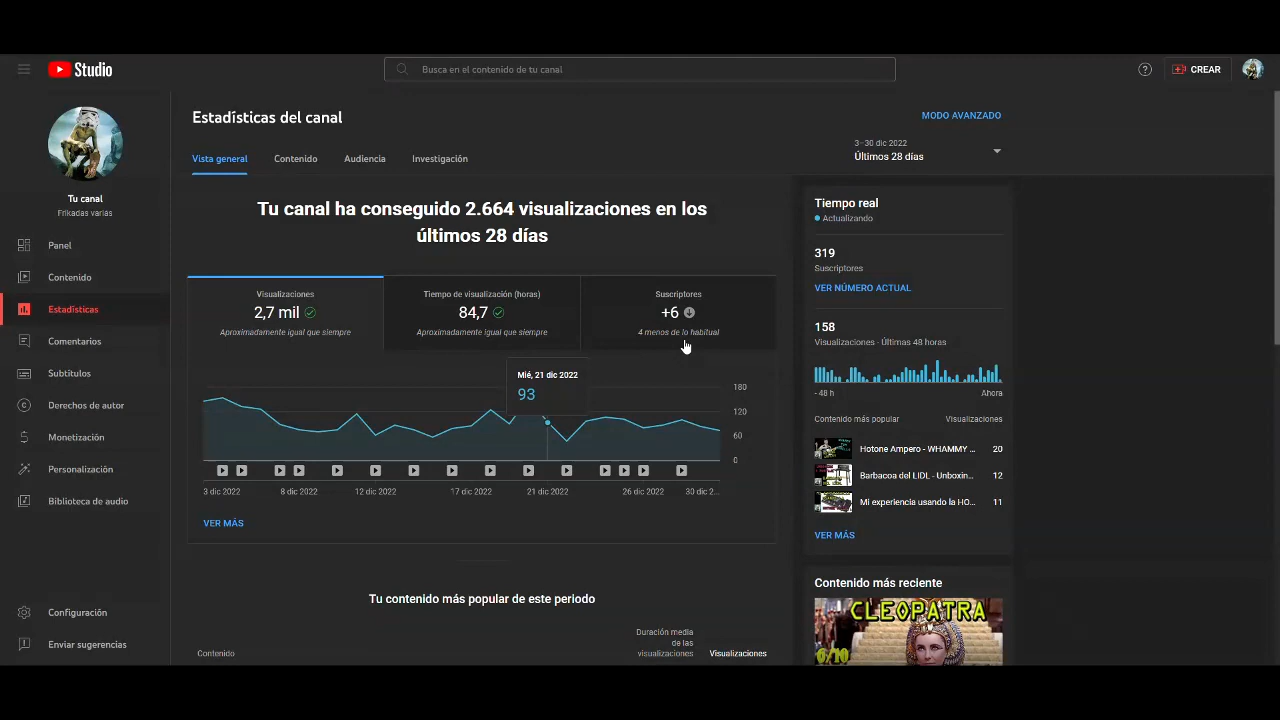 Studio
Busca en el contenido de tu canal
CREAR
Tu canal
Frikadas varias
Panel
Contenido
Estadísticas
Comentarios
Subtítulos
Derechos de autor
Monetización
Personalización
Biblioteca de audio
Configuración
Enviar sugerencias
Estadísticas del canal
MODO AVANZADO
Vista general
Contenido
Audiencia
Investigación
3–30 dic 2022
Últimos 28 días
Tu canal ha conseguido 2.664 visualizaciones en los
últimos 28 días
Visualizaciones
2,7 mil
Aproximadamente igual que siempre
Tiempo de visualización (horas)
84,7
Aproximadamente igual que siempre
Suscriptores
+6
4 menos de lo habitual
Mié, 21 dic 2022
93
180
120
60
0
3 dic 2022
8 dic 2022
12 dic 2022
17 dic 2022
21 dic 2022
26 dic 2022
30 dic 2...
VER MÁS
Tu contenido más popular de este periodo
Contenido
Duración media
de las
visualizaciones
Visualizaciones
Tiempo real
Actualizando
319
Suscriptores
VER NÚMERO ACTUAL
158
Visualizaciones · Últimas 48 horas
- 48 h
Ahora
Contenido más popular
Visualizaciones
Hotone Ampero - WHAMMY ...
20
Barbacoa del LIDL - Unboxin...
12
Mi experiencia usando la HO...
11
VER MÁS
Contenido más reciente
CLEOPATRA
6/10